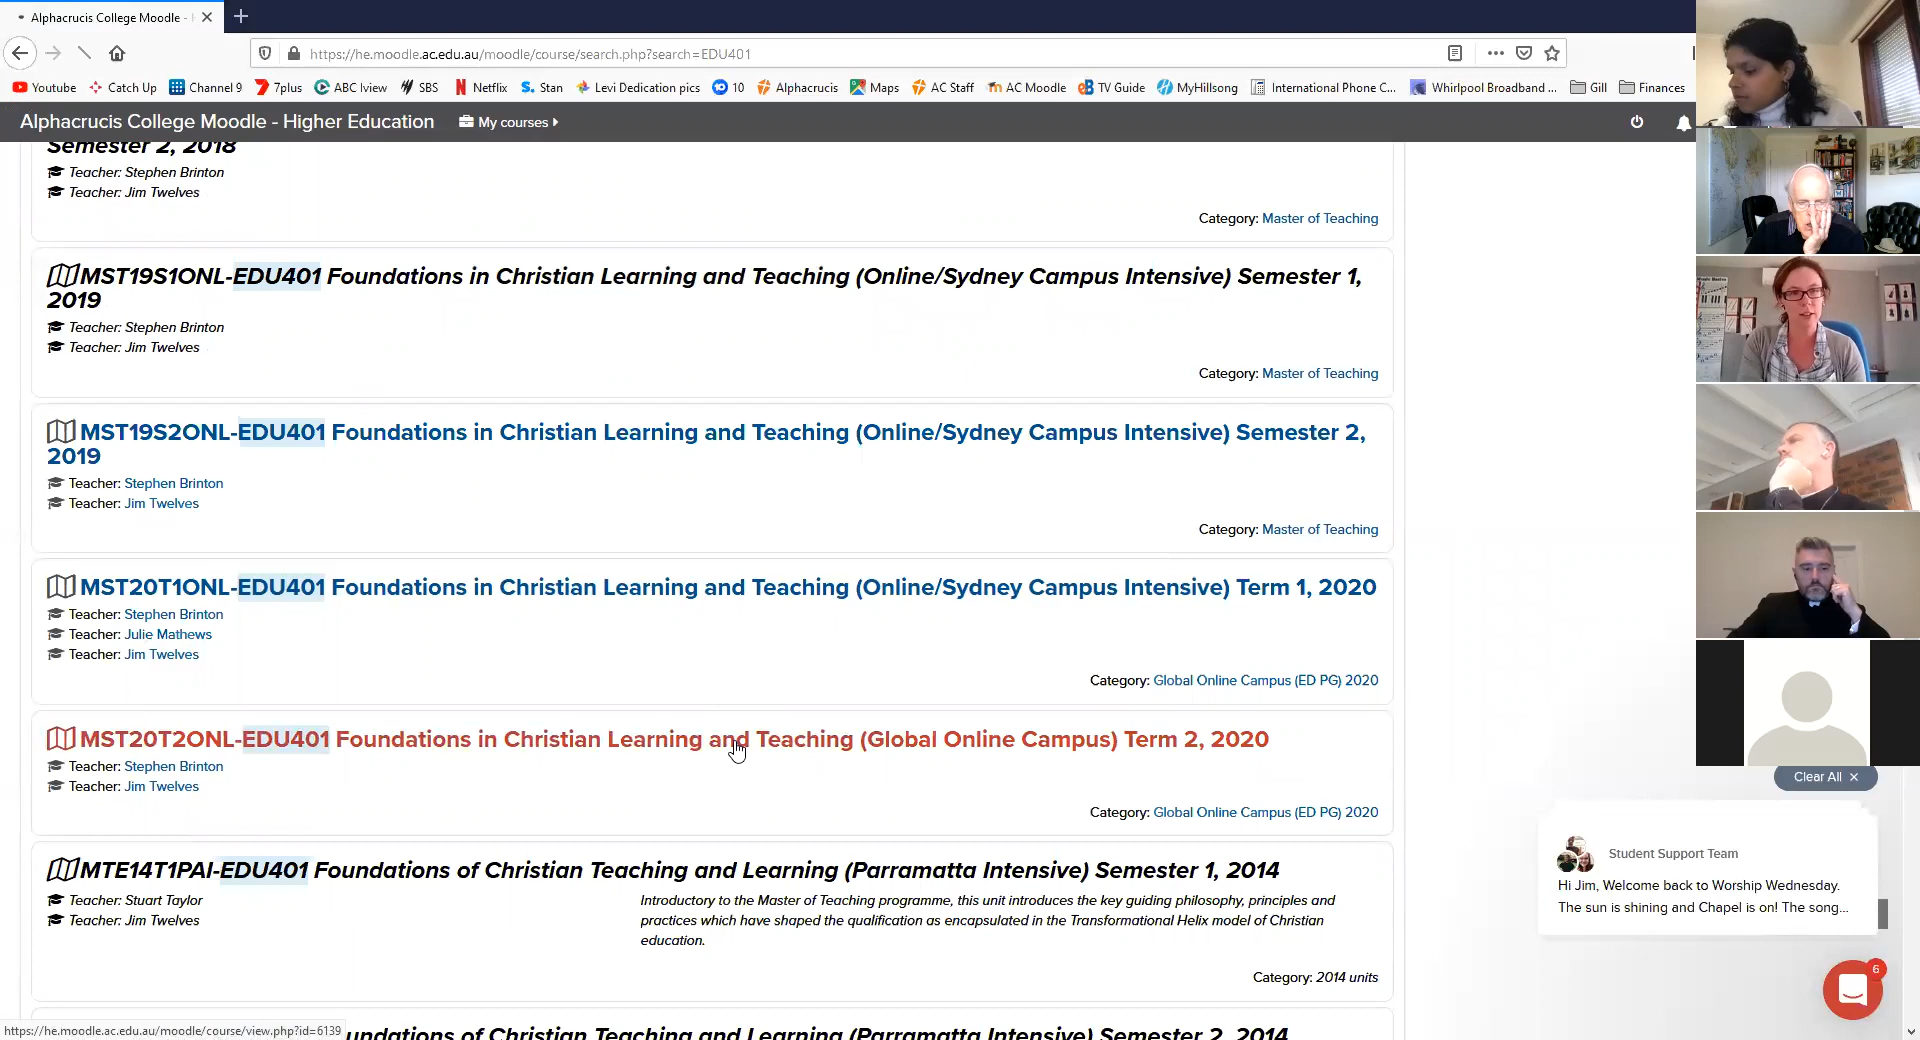 Alphacrucis College Moodle -
https://he.moodle.ac.edu.au/moodle/course/search.php?search=EDU401
Youtube Catch Up Channel 9 7plus ABC Iview SBS Netflix Stan Levi Dedication pics 10 Alphacrucis Maps AC Staff AC Moodle TV Guide MyHillsong International Phone C... Whirlpool Broadband ... Gill Finances
Alphacrucis College Moodle - Higher Education My courses
Semester 2, 2018
Teacher: Stephen Brinton
Teacher: Jim Twelves
Category: Master of Teaching
MST19S1ONL-EDU401 Foundations in Christian Learning and Teaching (Online/Sydney Campus Intensive) Semester 1,
2019
Teacher: Stephen Brinton
Teacher: Jim Twelves
Category: Master of Teaching
MST19S2ONL-EDU401 Foundations in Christian Learning and Teaching (Online/Sydney Campus Intensive) Semester 2,
2019
Teacher: Stephen Brinton
Teacher: Jim Twelves
Category: Master of Teaching
MST20T1ONL-EDU401 Foundations in Christian Learning and Teaching (Online/Sydney Campus Intensive) Term 1, 2020
Teacher: Stephen Brinton
Teacher: Julie Mathews
Teacher: Jim Twelves
Category: Global Online Campus (ED PG) 2020
MST20T2ONL-EDU401 Foundations in Christian Learning and Teaching (Global Online Campus) Term 2, 2020
Teacher: Stephen Brinton
Teacher: Jim Twelves
Category: Global Online Campus (ED PG) 2020
MTE14T1PAI-EDU401 Foundations of Christian Teaching and Learning (Parramatta Intensive) Semester 1, 2014
Teacher: Stuart Taylor
Teacher: Jim Twelves
Introductory to the Master of Teaching programme, this unit introduces the key guiding philosophy, principles and
practices which have shaped the qualification as encapsulated in the Transformational Helix model of Christian
education.
Category: 2014 units
undations of Christian Teaching and Learning (Parramatta Intensive) Semester 2, 2014
https://he.moodle.ac.edu.au/moodle/course/view.php?id=6139
Clear All
Student Support Team
Hi Jim, Welcome back to Worship Wednesday.
The sun is shining and Chapel is on! The song...
6